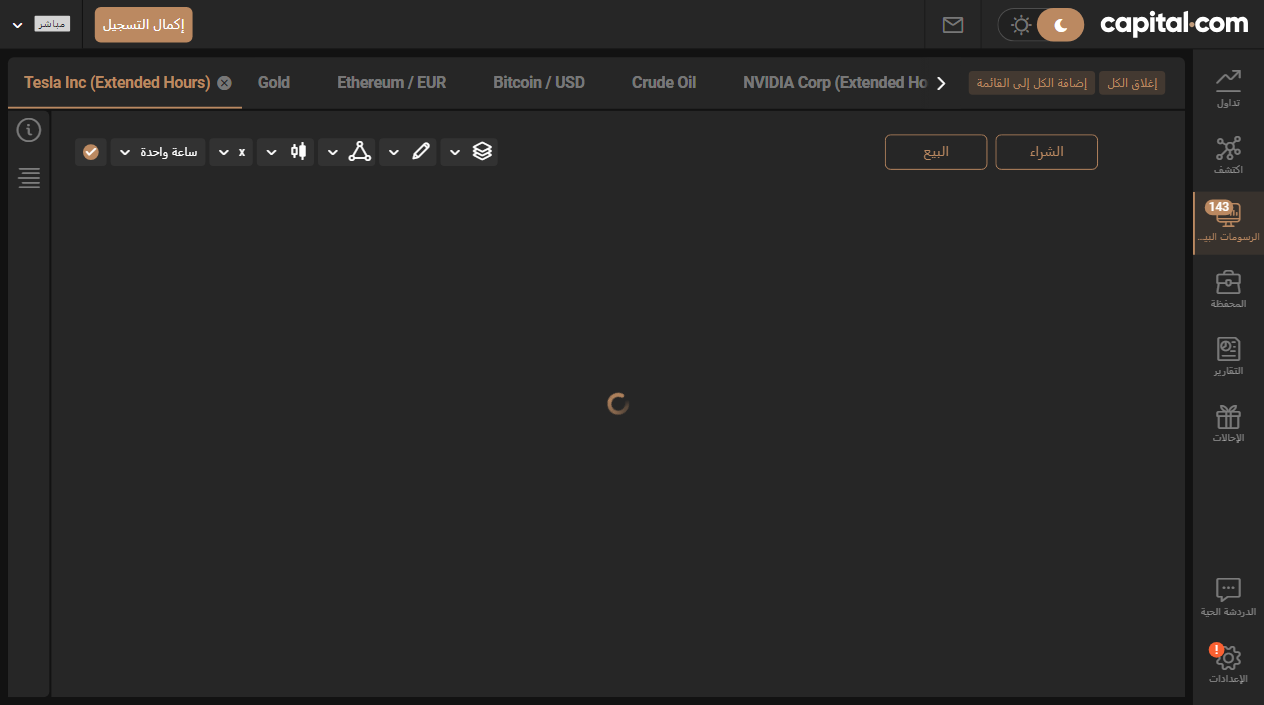 مباشر
إكمال التسجيل
capital.com
Tesla Inc (Extended Hours)
Gold
Ethereum / EUR
Bitcoin / USD
Crude Oil
NVIDIA Corp (Extended Ho
إضافة الكل إلى القائمة
إغلاق الكل
ساعة واحدة
x
البيع
الشراء
تداول
اكتشف
143
الرسومات البيـ...
المحفظة
التقارير
الإحالات
الدردشة الحية
!
الإعدادات